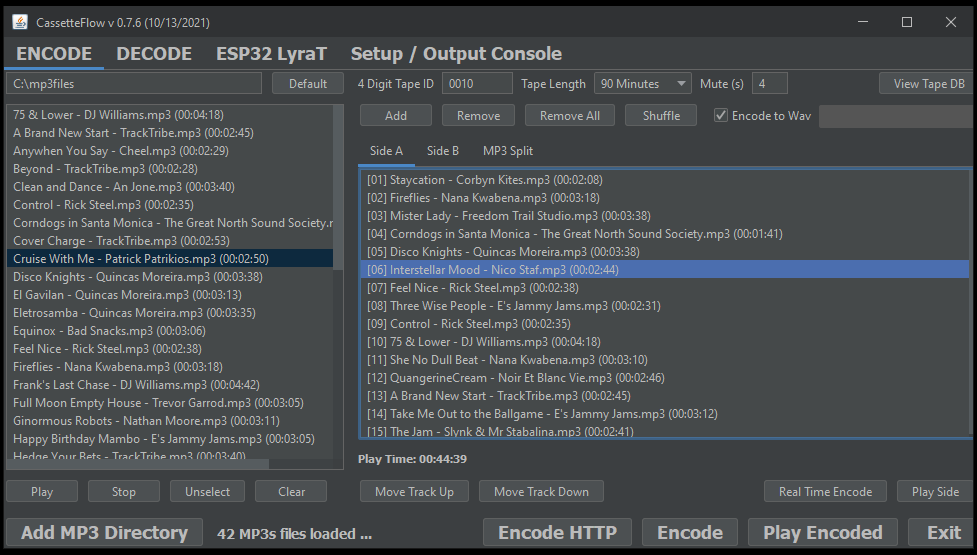 CassetteFlow v 0.7.6 (10/13/2021)
ENCODE DECODE ESP32 LyraT Setup / Output Console
C:\mp3files Default 4 Digit Tape ID 0010 Tape Length 90 Minutes Mute (s) 4 View Tape DB
Add Remove Remove All Shuffle Encode to Wav
Side A Side B MP3 Split
75 & Lower - DJ Williams.mp3 (00:04:18)
A Brand New Start - TrackTribe.mp3 (00:02:45)
Anywhen You Say - Cheel.mp3 (00:02:29)
Beyond - TrackTribe.mp3 (00:02:28)
Clean and Dance - An Jone.mp3 (00:03:40)
Control - Rick Steel.mp3 (00:02:35)
Corndogs in Santa Monica - The Great North Sound Society.r
Cover Charge - TrackTribe.mp3 (00:02:53)
Cruise With Me - Patrick Patrikios.mp3 (00:02:50)
Disco Knights - Quincas Moreira.mp3 (00:03:38)
El Gavilan - Quincas Moreira.mp3 (00:03:13)
Eletrosamba - Quincas Moreira.mp3 (00:03:35)
Equinox - Bad Snacks.mp3 (00:03:06)
Feel Nice - Rick Steel.mp3 (00:02:38)
Fireflies - Nana Kwabena.mp3 (00:03:18)
Frank's Last Chase - DJ Williams.mp3 (00:04:42)
Full Moon Empty House - Trevor Garrod.mp3 (00:03:05)
Ginormous Robots - Nathan Moore.mp3 (00:03:11)
Happy Birthday Mambo - E's Jammy Jams.mp3 (00:03:05)
Hedge Your Bets - TrackTribe.mp3 (00:03:40)
[01] Staycation - Corbyn Kites.mp3 (00:02:08)
[02] Fireflies - Nana Kwabena.mp3 (00:03:18)
[03] Mister Lady - Freedom Trail Studio.mp3 (00:03:38)
[04] Corndogs in Santa Monica - The Great North Sound Society.mp3 (00:01:41)
[05] Disco Knights - Quincas Moreira.mp3 (00:03:38)
[06] Interstellar Mood - Nico Staf.mp3 (00:02:44)
[07] Feel Nice - Rick Steel.mp3 (00:02:38)
[08] Three Wise People - E's Jammy Jams.mp3 (00:02:31)
[09] Control - Rick Steel.mp3 (00:02:35)
[10] 75 & Lower - DJ Williams.mp3 (00:04:18)
[11] She No Dull Beat - Nana Kwabena.mp3 (00:03:10)
[12] QuangerineCream - Noir Et Blanc Vie.mp3 (00:02:46)
[13] A Brand New Start - TrackTribe.mp3 (00:02:45)
[14] Take Me Out to the Ballgame - E's Jammy Jams.mp3 (00:03:12)
[15] The Jam - Slynk & Mr Stabalina.mp3 (00:02:41)
Play Time: 00:44:39
Play Stop Unselect Clear Move Track Up Move Track Down Real Time Encode Play Side
Add MP3 Directory 42 MP3s files loaded ... Encode HTTP Encode Play Encoded Exit